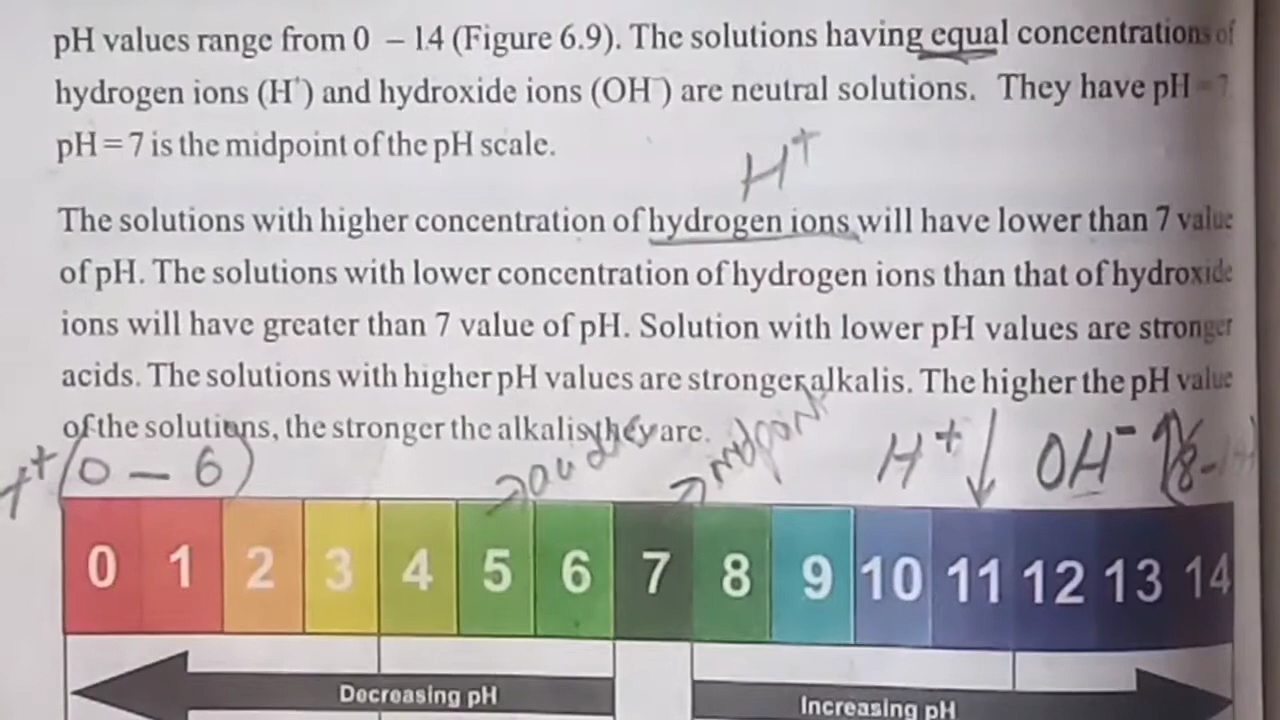 pH values range from 0 – 14 (Figure 6.9). The solutions having equal concentrations of
hydrogen ions (H⁺) and hydroxide ions (OH⁻) are neutral solutions. They have pH = 7
pH = 7 is the midpoint of the pH scale.
H⁺
The solutions with higher concentration of hydrogen ions will have lower than 7 value
of pH. The solutions with lower concentration of hydrogen ions than that of hydroxide
ions will have greater than 7 value of pH. Solution with lower pH values are stronger
acids. The solutions with higher pH values are stronger alkalis. The higher the pH value
of the solutions, the stronger the alkalis they are.
H⁺ (0 – 6) → → midpoint H⁺ ↓ OH⁻ ↑ (8-14)
0 1 2 3 4 5 6 7 8 9 10 11 12 13 14
Decreasing pH Increasing pH